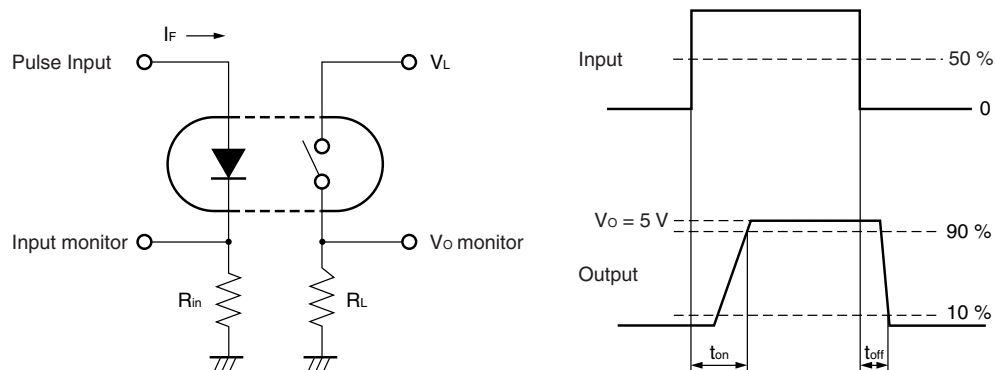 IF
Pulse Input
VL
Input monitor
VO monitor
Rin
RL
Input
50 %
0
VO = 5 V
90 %
Output
10 %
ton
toff